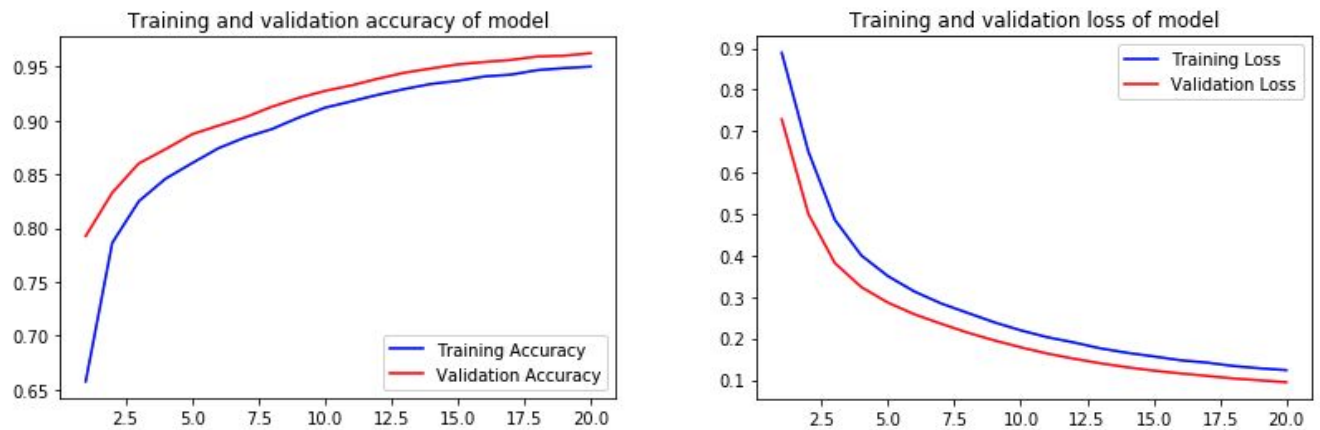 Training and validation accuracy of model
0.95
0.90
0.85
0.80
0.75
0.70
0.65
Training Accuracy
Validation Accuracy
2.5 5.0 7.5 10.0 12.5 15.0 17.5 20.0
Training and validation loss of model
0.9
0.8
0.7
0.6
0.5
0.4
0.3
0.2
0.1
Training Loss
Validation Loss
2.5 5.0 7.5 10.0 12.5 15.0 17.5 20.0